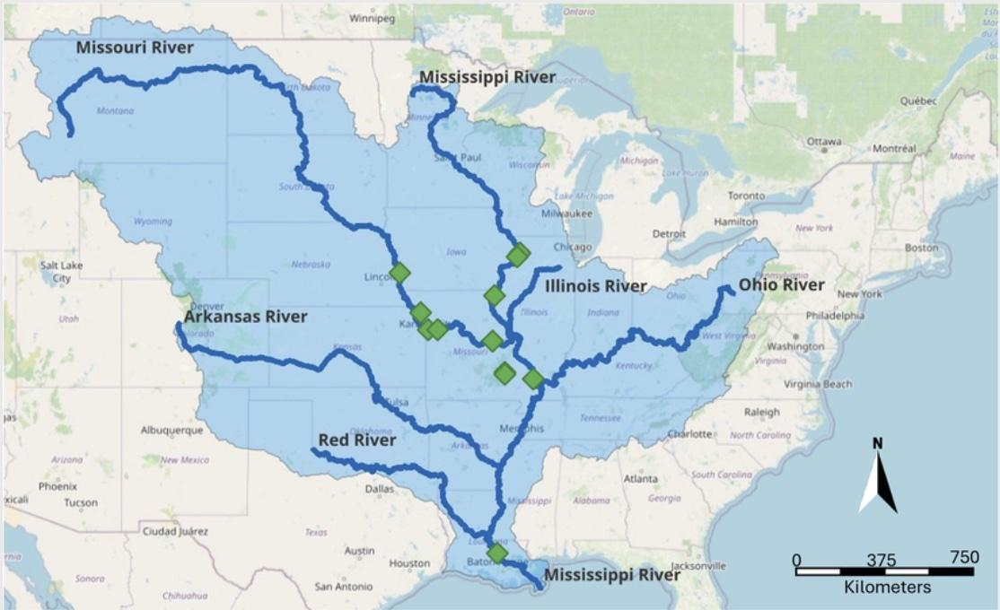 Winnipeg
Ontario
Missouri River
Mississippi River
Superior
Montana
North Dakota
Québec
Ottawa
Montréal
Maine
Saint Paul
Wisconsin
Michigan
Lake Huron
South Dakota
Lake Michigan
Toronto
Milwaukee
Hamilton
New York
Wyoming
Detroit
Boston
Chicago
Iowa
Salt Lake
City
Nebraska
Lincoln
Pennsylvania
Illinois River
Ohio River
New York
Ohio
Denver
Arkansas River
Illinois
Indiana
Philadelphia
Utah
Colorado
West Virginia
Washington
Kansas
Missouri
Kentucky
Virginia
Virginia Beach
Tulsa
Raleigh
Albuquerque
Memphis
Tennessee
Charlotte
North Carolina
Red River
Oklahoma
Arkansas
N
Arizona
New Mexico
South Carolina
Phoenix
Atlanta
Dallas
Mississippi
Alabama
Georgia
Tucson
xicali
Ciudad Juárez
Texas
Louisiana
Austin
0 375 750
Houston
Baton
Jacksonville
Mississippi River
Sonora
San Antonio
Kilometers
Chihuahua